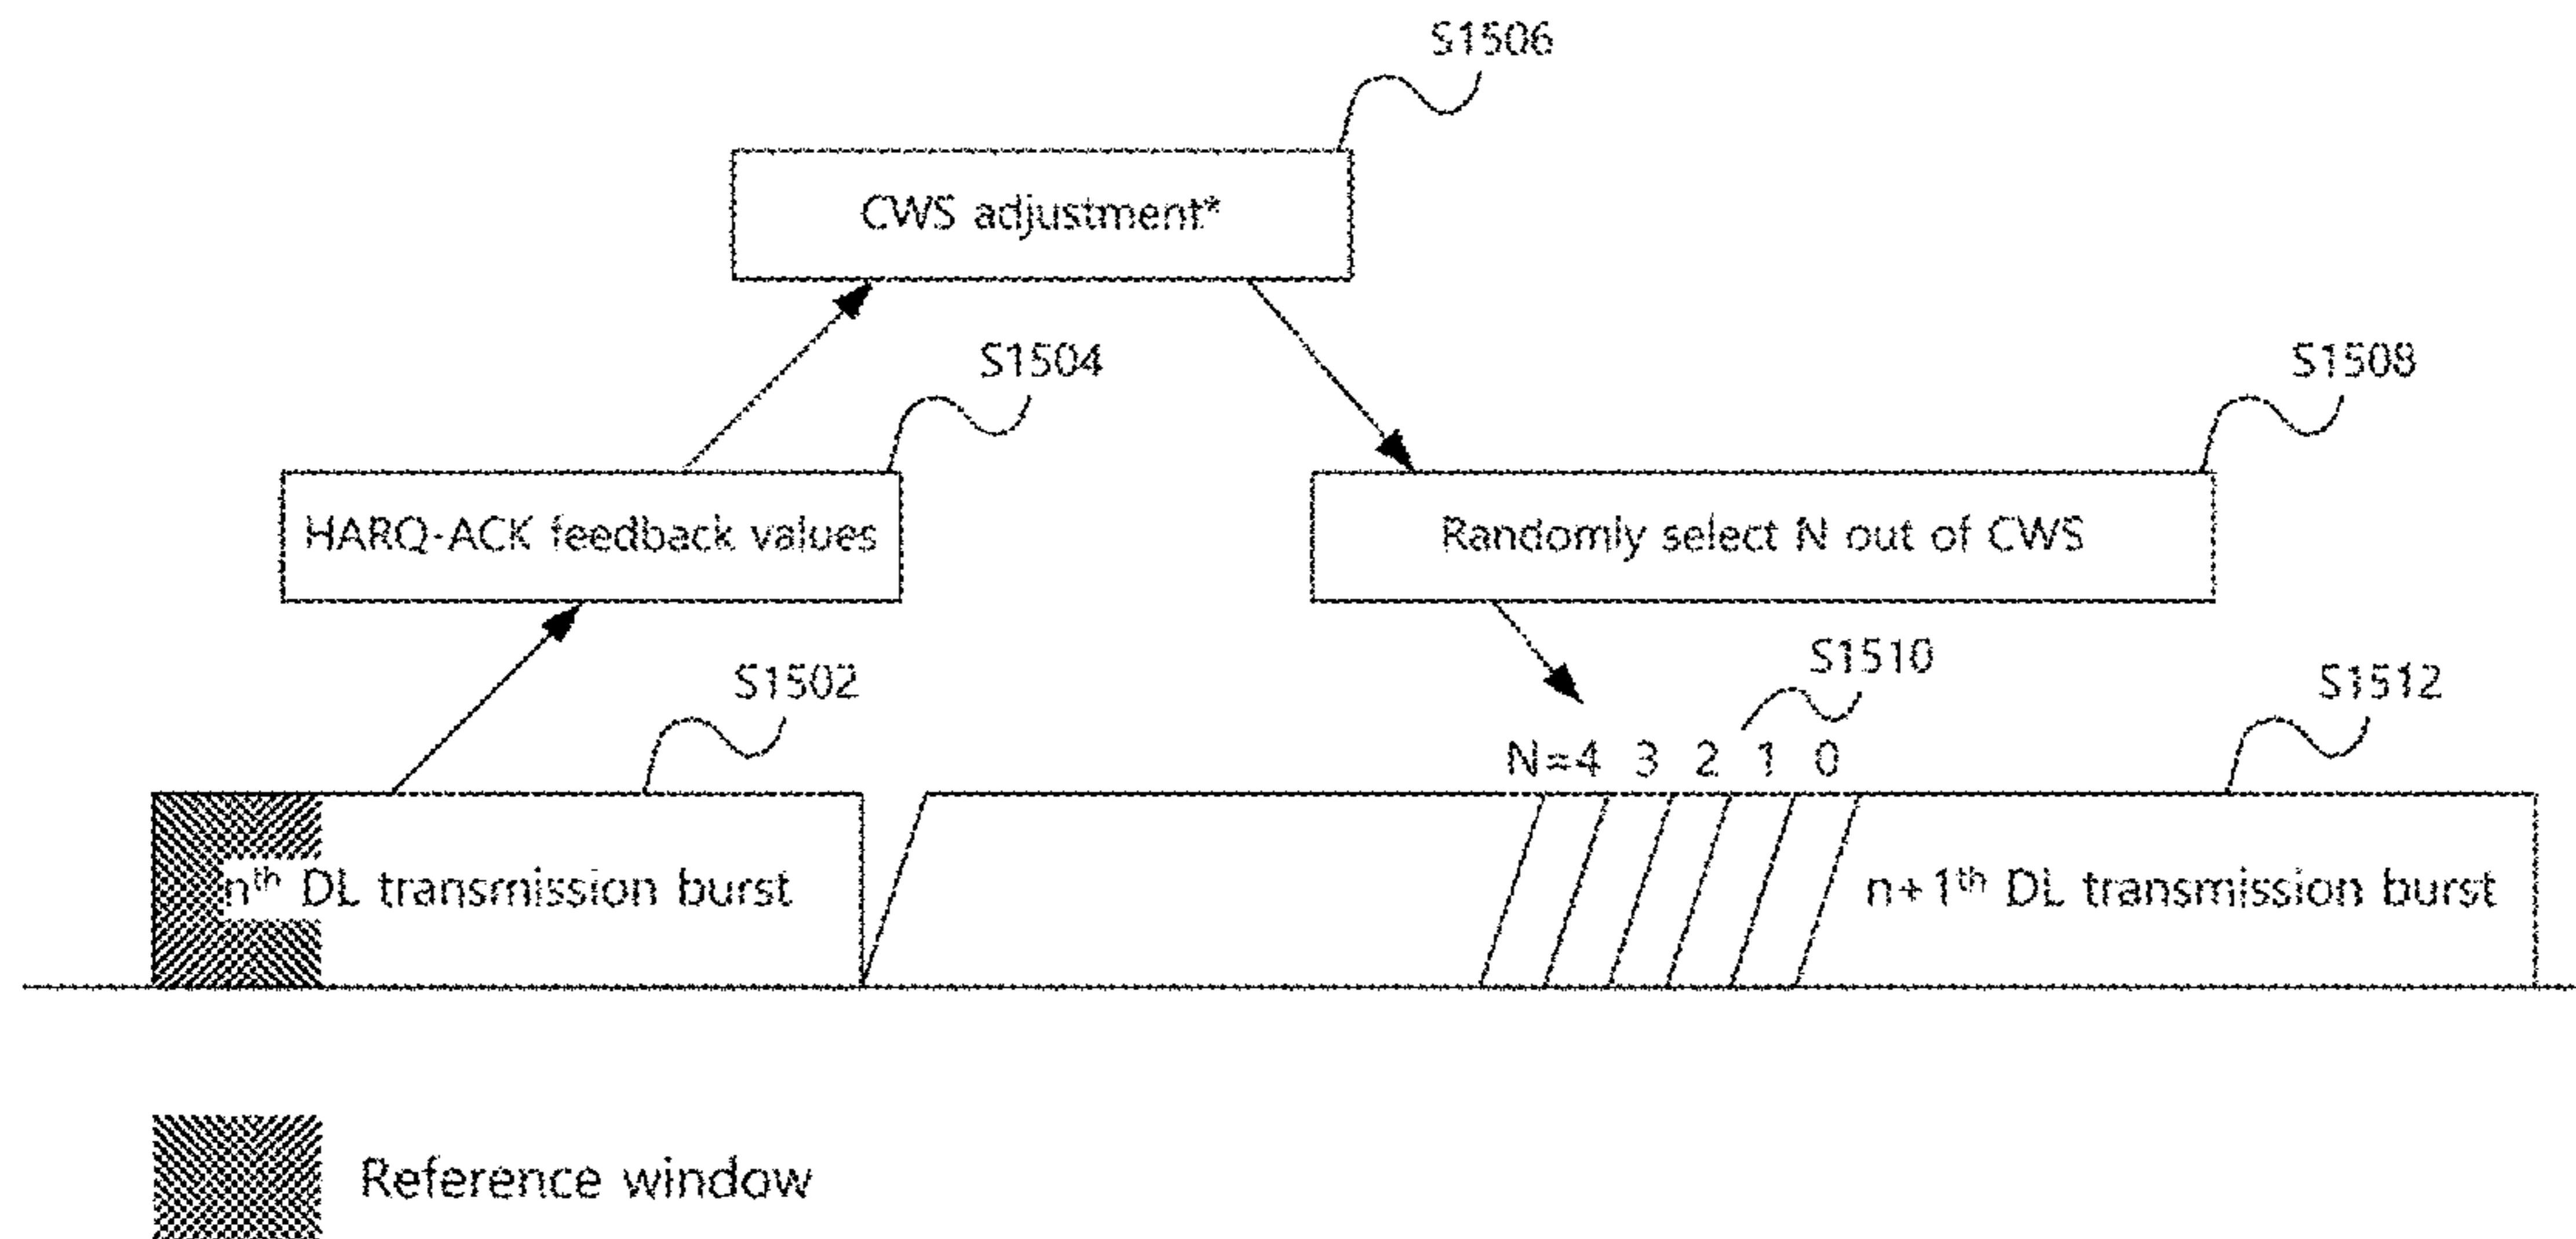 S1506
CWS adjustment*
S1504
S1508
HARQ-ACK feedback values
Randomly select N out of CWS
S1502
S1510
S1512
N=4 3 2 1 0
nth DL transmission burst
n+1th DL transmission burst
Reference window